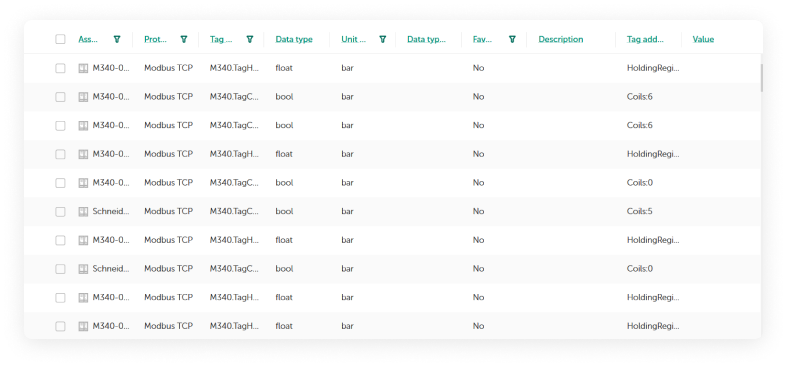 Ass... Prot... Tag ... Data type Unit ... Data typ... Fav... Description Tag add... Value
M340-0... Modbus TCP M340.TagH... float bar No HoldingRegi...
M340-0... Modbus TCP M340.TagC... bool bar No Coils:6
M340-0... Modbus TCP M340.TagC... bool bar No Coils:6
M340-0... Modbus TCP M340.TagH... float bar No HoldingRegi...
M340-0... Modbus TCP M340.TagC... bool bar No Coils:0
Schneid... Modbus TCP M340.TagC... bool bar No Coils:5
M340-0... Modbus TCP M340.TagH... float bar No HoldingRegi...
Schneid... Modbus TCP M340.TagC... bool bar No Coils:0
M340-0... Modbus TCP M340.TagH... float bar No HoldingRegi...
M340-0... Modbus TCP M340.TagH... float bar No HoldingRegi...